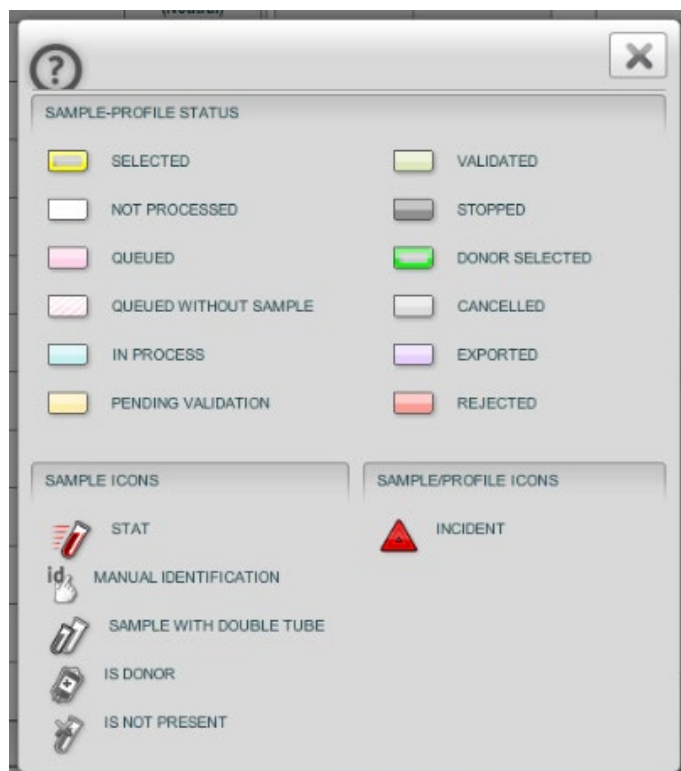 (Neutral)
?
SAMPLE-PROFILE STATUS
SELECTED
NOT PROCESSED
QUEUED
QUEUED WITHOUT SAMPLE
IN PROCESS
PENDING VALIDATION
VALIDATED
STOPPED
DONOR SELECTED
CANCELLED
EXPORTED
REJECTED
SAMPLE ICONS
STAT
id MANUAL IDENTIFICATION
SAMPLE WITH DOUBLE TUBE
IS DONOR
IS NOT PRESENT
SAMPLE/PROFILE ICONS
INCIDENT